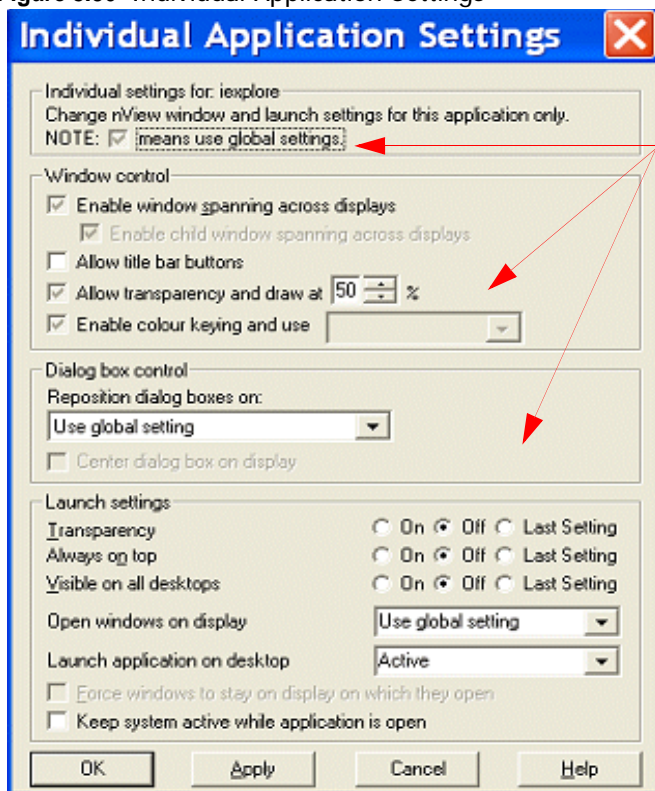 Individual Application Settings
Individual Application Settings
Individual settings for: iexplore
Change nView window and launch settings for this application only.
NOTE: means use global settings.
Window control
Enable window spanning across displays
Enable child window spanning across displays
Allow title bar buttons
Allow transparency and draw at 50 %
Enable colour keying and use
Dialog box control
Reposition dialog boxes on:
Use global setting
Center dialog box on display
Launch settings
Transparency On Off Last Setting
Always on top On Off Last Setting
Visible on all desktops On Off Last Setting
Open windows on display Use global setting
Launch application on desktop Active
Force windows to stay on display on which they open
Keep system active while application is open
OK Apply Cancel Help